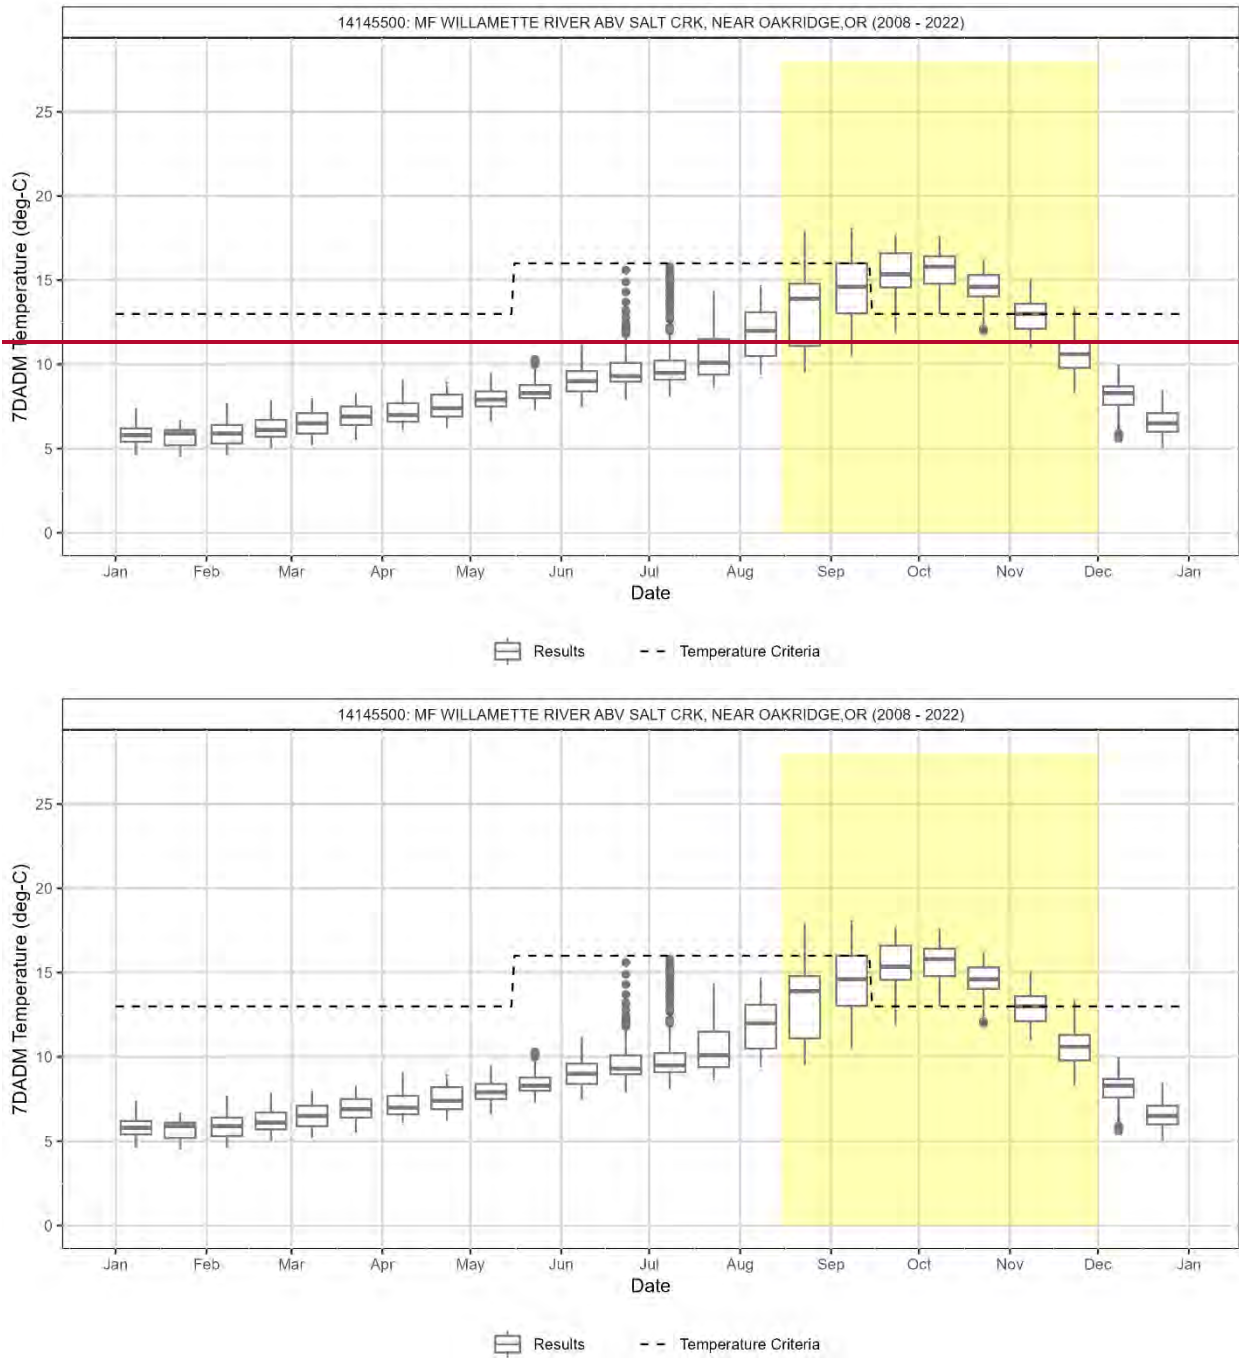 14145500: MF WILLAMETTE RIVER ABV SALT CRK, NEAR OAKRIDGE,OR (2008 - 2022)
25
20
15
10
5
0
7DADM Temperature (deg-C)
Jan Feb Mar Apr May Jun Jul Aug Sep Oct Nov Dec Jan
Date
Results Temperature Criteria
14145500: MF WILLAMETTE RIVER ABV SALT CRK, NEAR OAKRIDGE,OR (2008 - 2022)
25
20
15
10
5
0
7DADM Temperature (deg-C)
Jan Feb Mar Apr May Jun Jul Aug Sep Oct Nov Dec Jan
Date
Results Temperature Criteria